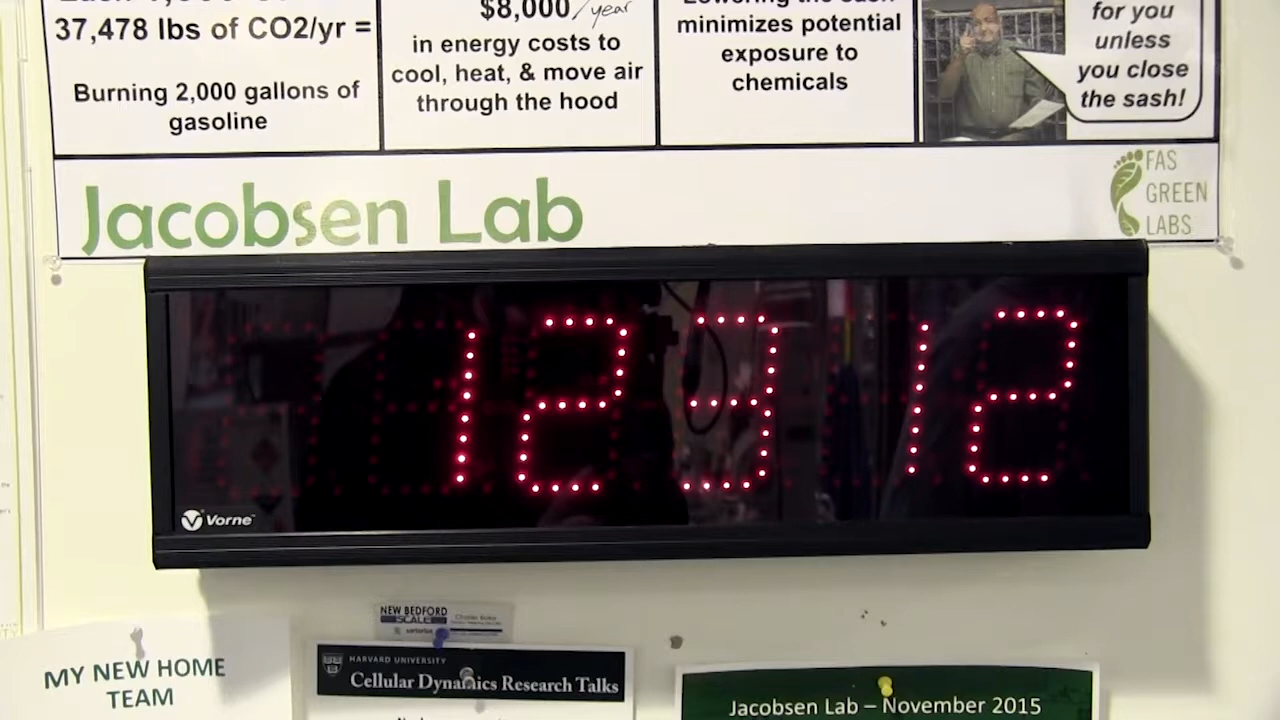 37,478 lbs of CO2/yr =
Burning 2,000 gallons of
gasoline
$8,000/year
in energy costs to
cool, heat, & move air
through the hood
minimizes potential
exposure to
chemicals
for you
unless
you close
the sash!
Jacobsen Lab
FAS
GREEN
LABS
12312
Vorne
NEW BEDFORD
SCALE
MY NEW HOME
TEAM
HARVARD UNIVERSITY
Cellular Dynamics Research Talks
Jacobsen Lab – November 2015